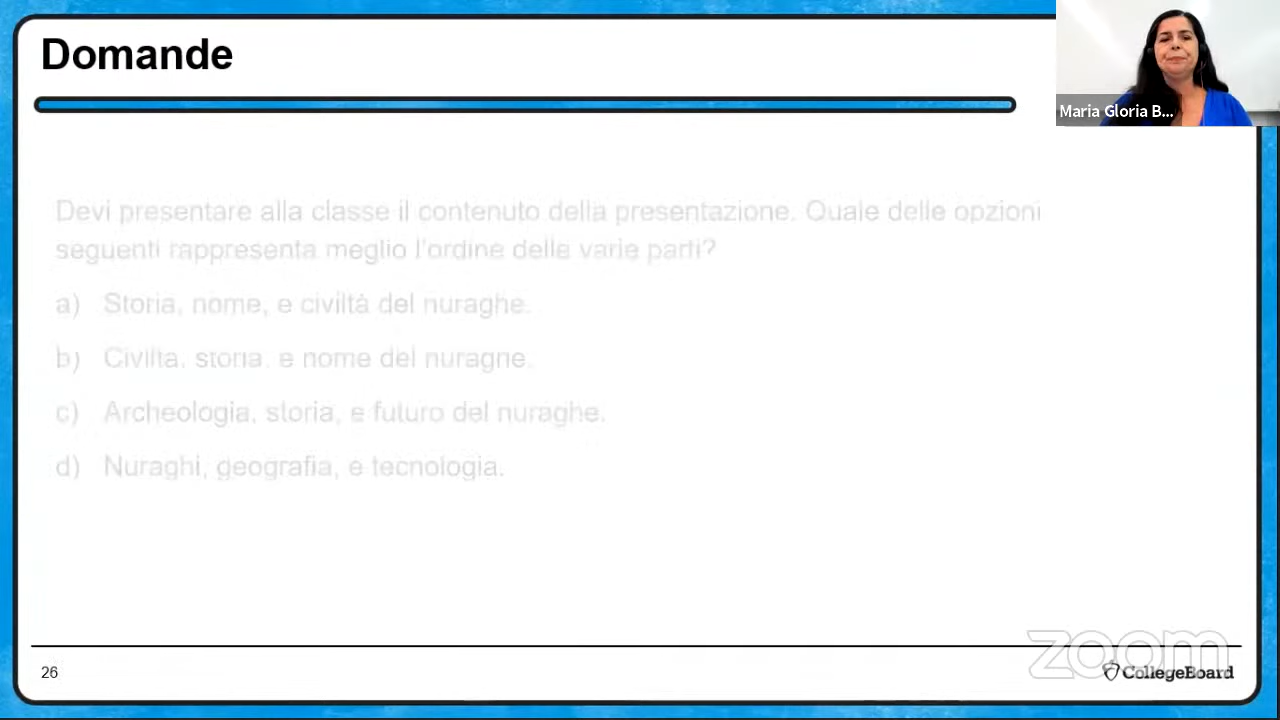 Domande
Maria Gloria B...
Devi presentare alla classe il contenuto della presentazione. Quale delle opzioni
seguenti rappresenta meglio l'ordine delle varie parti?
a) Storia, nome, e civiltà del nuraghe.
b) Civiltà, storia, e nome del nuraghe.
c) Archeologia, storia, e futuro del nuraghe.
d) Nuraghi, geografia, e tecnologia.
zoom
26
CollegeBoard